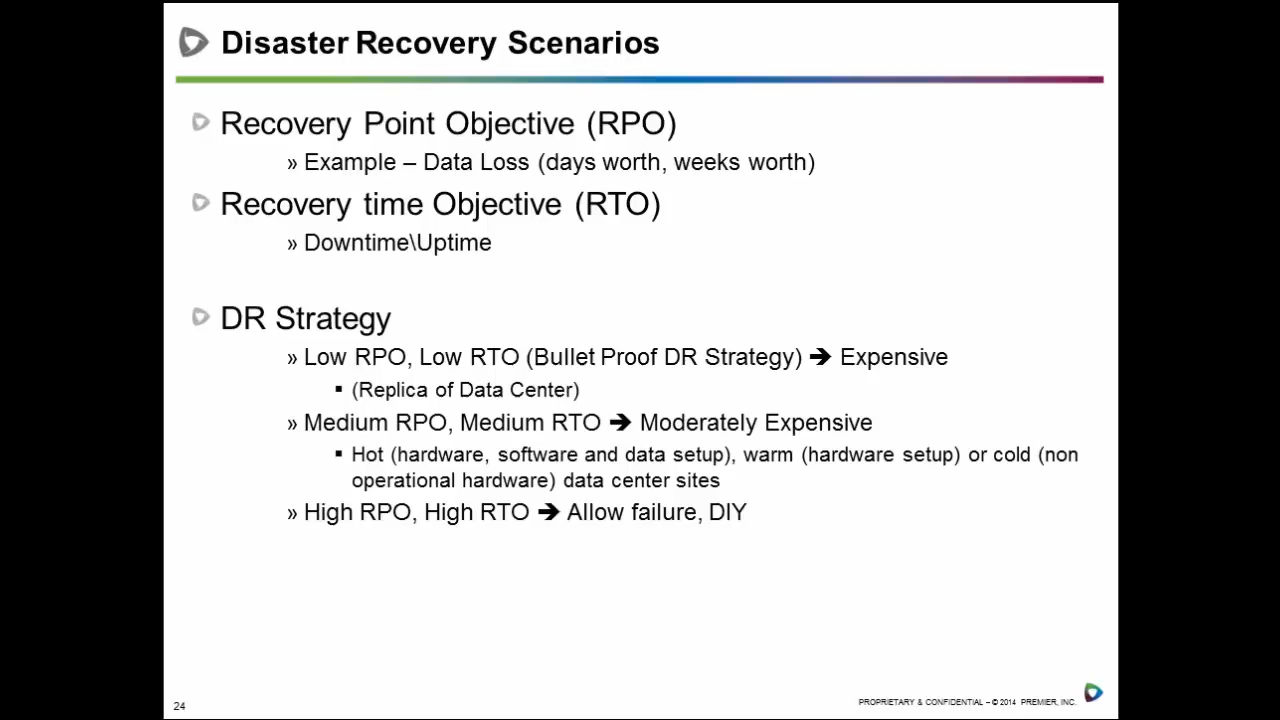 Disaster Recovery Scenarios
Recovery Point Objective (RPO)
» Example – Data Loss (days worth, weeks worth)
Recovery time Objective (RTO)
» Downtime\Uptime
DR Strategy
» Low RPO, Low RTO (Bullet Proof DR Strategy) ➔ Expensive
▪ (Replica of Data Center)
» Medium RPO, Medium RTO ➔ Moderately Expensive
▪ Hot (hardware, software and data setup), warm (hardware setup) or cold (non
operational hardware) data center sites
» High RPO, High RTO ➔ Allow failure, DIY
24
PROPRIETARY & CONFIDENTIAL – © 2014 PREMIER, INC.